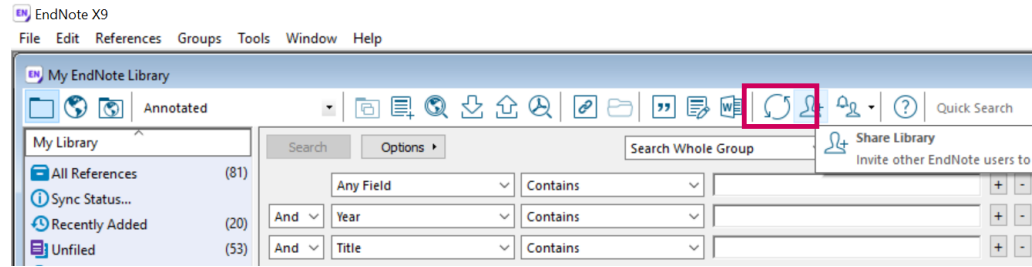 EN EndNote X9
File Edit References Groups Tools Window Help
EN My EndNote Library
Annotated
W
Quick Search
My Library
Search Options Search Whole Group
Share Library
Invite other EndNote users to
All References (81)
Any Field Contains + -
Sync Status...
And Year Contains + -
Recently Added (20)
And Title Contains + -
Unfiled (53)